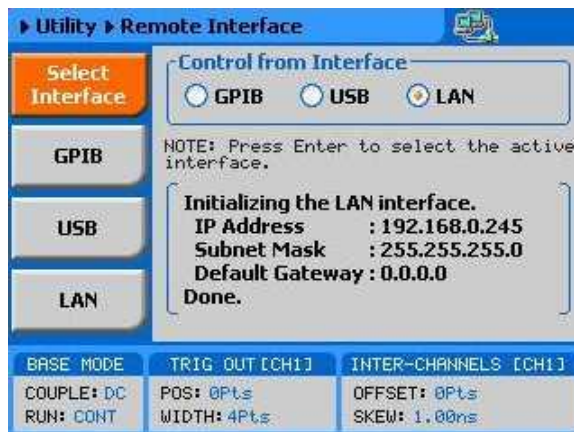 Utility Remote Interface
Select
Interface
GPIB
USB
LAN
Control from Interface
GPIB USB LAN
NOTE: Press Enter to select the active
interface.
Initializing the LAN interface.
IP Address : 192.168.0.245
Subnet Mask : 255.255.255.0
Default Gateway : 0.0.0.0
Done.
BASE MODE
COUPLE: DC
RUN: CONT
TRIG OUT [CH1]
POS: 0Pts
WIDTH: 4Pts
INTER-CHANNELS [CH1]
OFFSET: 0Pts
SKEW: 1.00ns